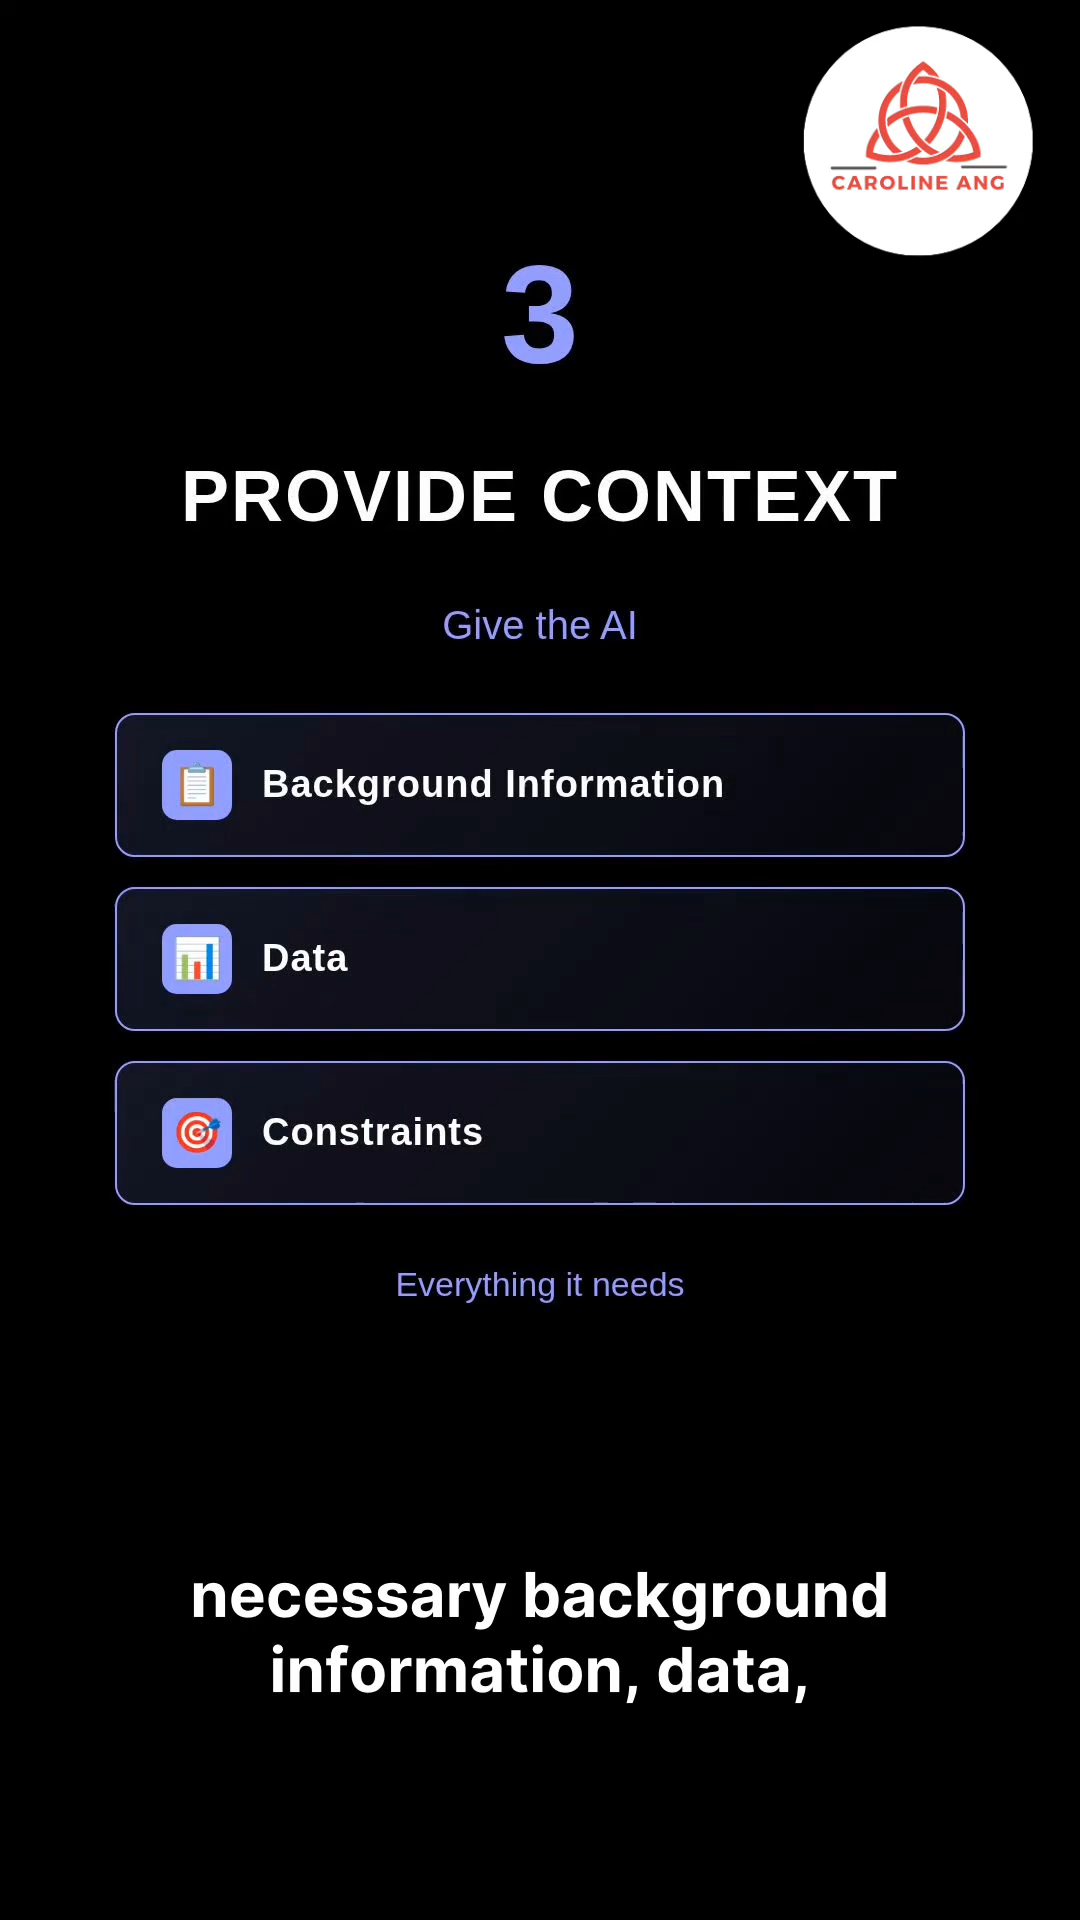 CAROLINE ANG
3
PROVIDE CONTEXT
Give the AI
Background Information
Data
Constraints
Everything it needs
necessary background
information, data,